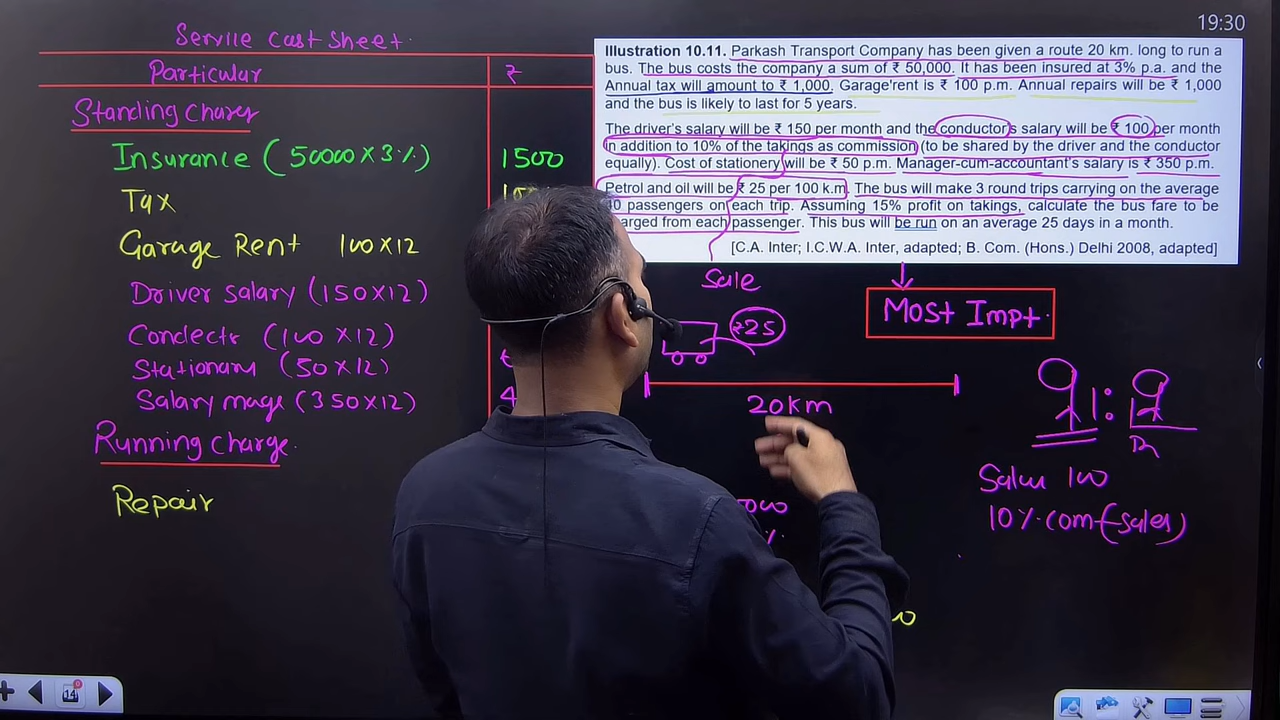 19:30
Service Cost Sheet.
Particular ₹
Standing Charges
Insurance (50000 X 3%) 1500
Tax
Garage Rent 100 X 12
Driver salary (150 X 12)
Conductr (100 X 12)
Stationary (50 X 12)
Salary mage (350 X 12) 4
Running charge.
Repair
Illustration 10.11. Parkash Transport Company has been given a route 20 km. long to run a
bus. The bus costs the company a sum of ₹ 50,000. It has been insured at 3% p.a. and the
Annual tax will amount to ₹ 1,000. Garage'rent is ₹ 100 p.m. Annual repairs will be ₹ 1,000
and the bus is likely to last for 5 years.
The driver's salary will be ₹ 150 per month and the conductor's salary will be ₹ 100 per month
in addition to 10% of the takings as commission (to be shared by the driver and the conductor
equally). Cost of stationery will be ₹ 50 p.m. Manager-cum-accountant's salary is ₹ 350 p.m.
Petrol and oil will be ₹ 25 per 100 k.m. The bus will make 3 round trips carrying on the average
passengers on each trip. Assuming 15% profit on takings, calculate the bus fare to be
charged from each passenger. This bus will be run on an average 25 days in a month.
[C.A. Inter; I.C.W.A. Inter, adapted; B. Com. (Hons.) Delhi 2008, adapted]
Sale
₹25
Most Impt.
20km
1:
Dr
Salary 100
10% com (sales)
14